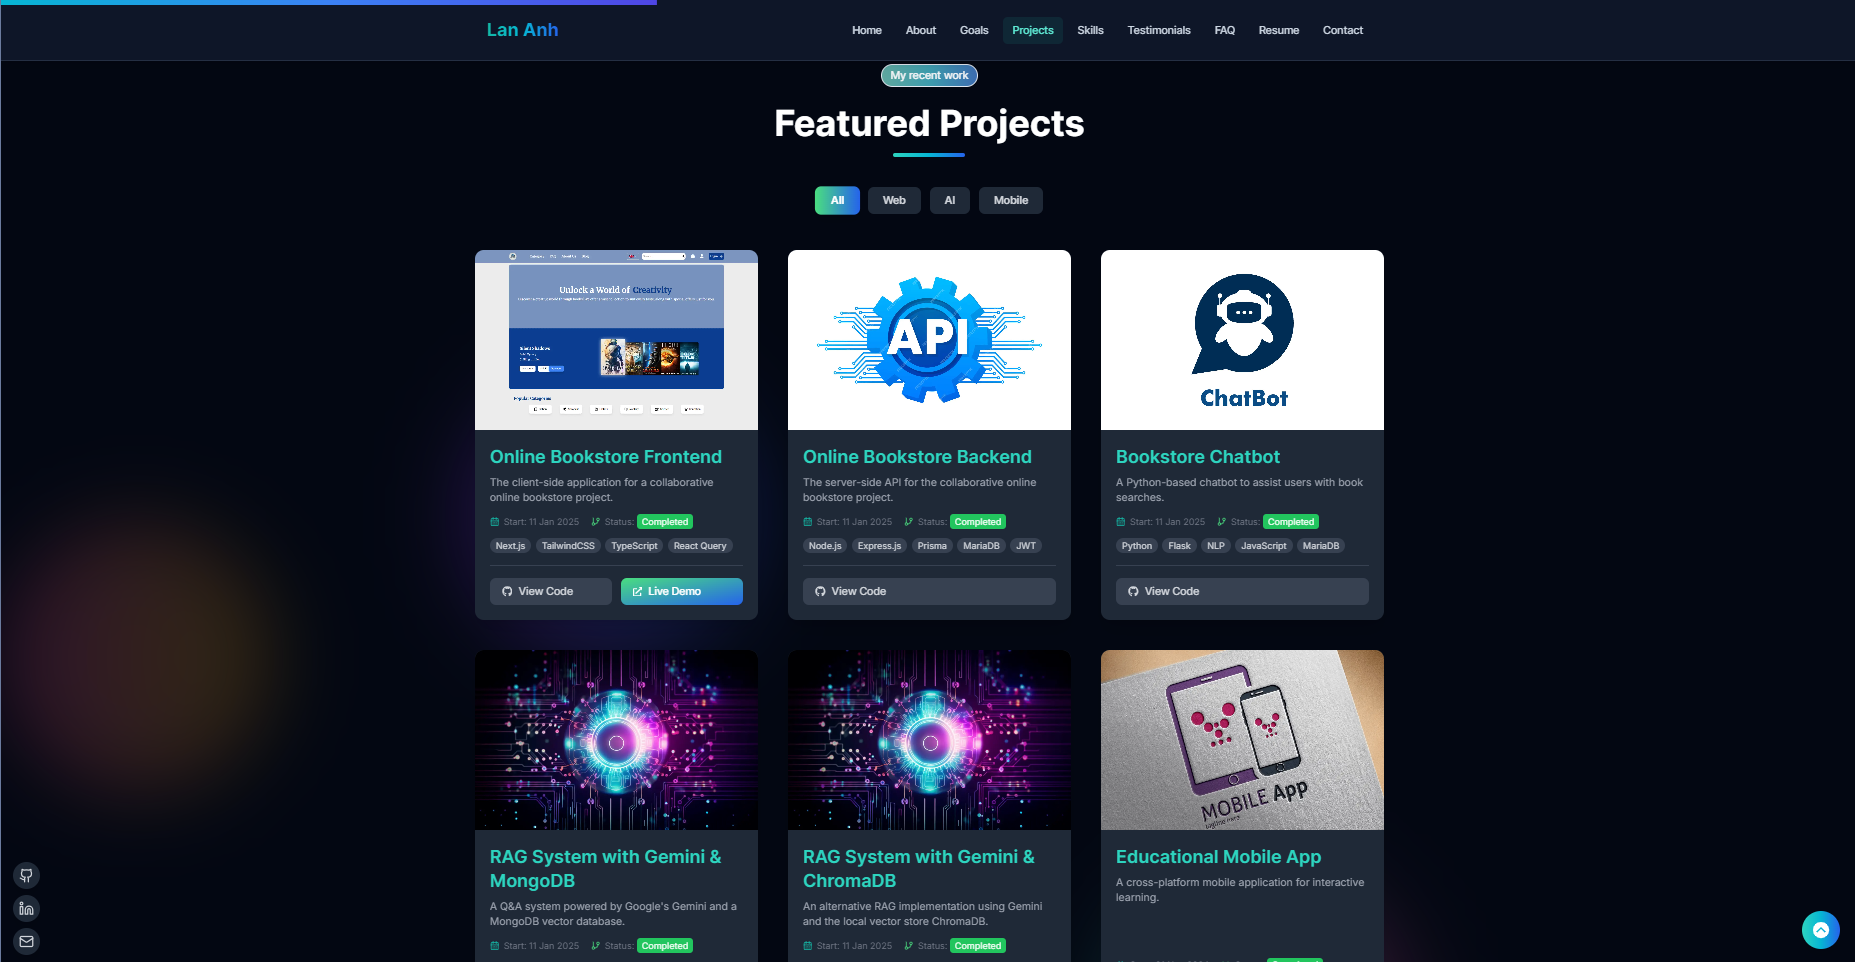 Lan Anh
Home
About
Goals
Projects
Skills
Testimonials
FAQ
Resume
Contact
My recent work
Featured Projects
All
Web
AI
Mobile
Unlock a World of Creativity
Popular Categories
API
ChatBot
Online Bookstore Frontend
The client-side application for a collaborative
online bookstore project.
Start: 11 Jan 2025
Status: Completed
Next.js
TailwindCSS
TypeScript
React Query
View Code
Live Demo
Online Bookstore Backend
The server-side API for the collaborative online
bookstore project.
Start: 11 Jan 2025
Status: Completed
Node.js
Express.js
Prisma
MariaDB
JWT
View Code
Bookstore Chatbot
A Python-based chatbot to assist users with book
searches.
Start: 11 Jan 2025
Status: Completed
Python
Flask
NLP
JavaScript
MariaDB
View Code
MOBILE App
tagline here
RAG System with Gemini &
MongoDB
A Q&A system powered by Google's Gemini and a
MongoDB vector database.
Start: 11 Jan 2025
Status: Completed
RAG System with Gemini &
ChromaDB
An alternative RAG implementation using Gemini
and the local vector store ChromaDB.
Start: 11 Jan 2025
Status: Completed
Educational Mobile App
A cross-platform mobile application for interactive
learning.